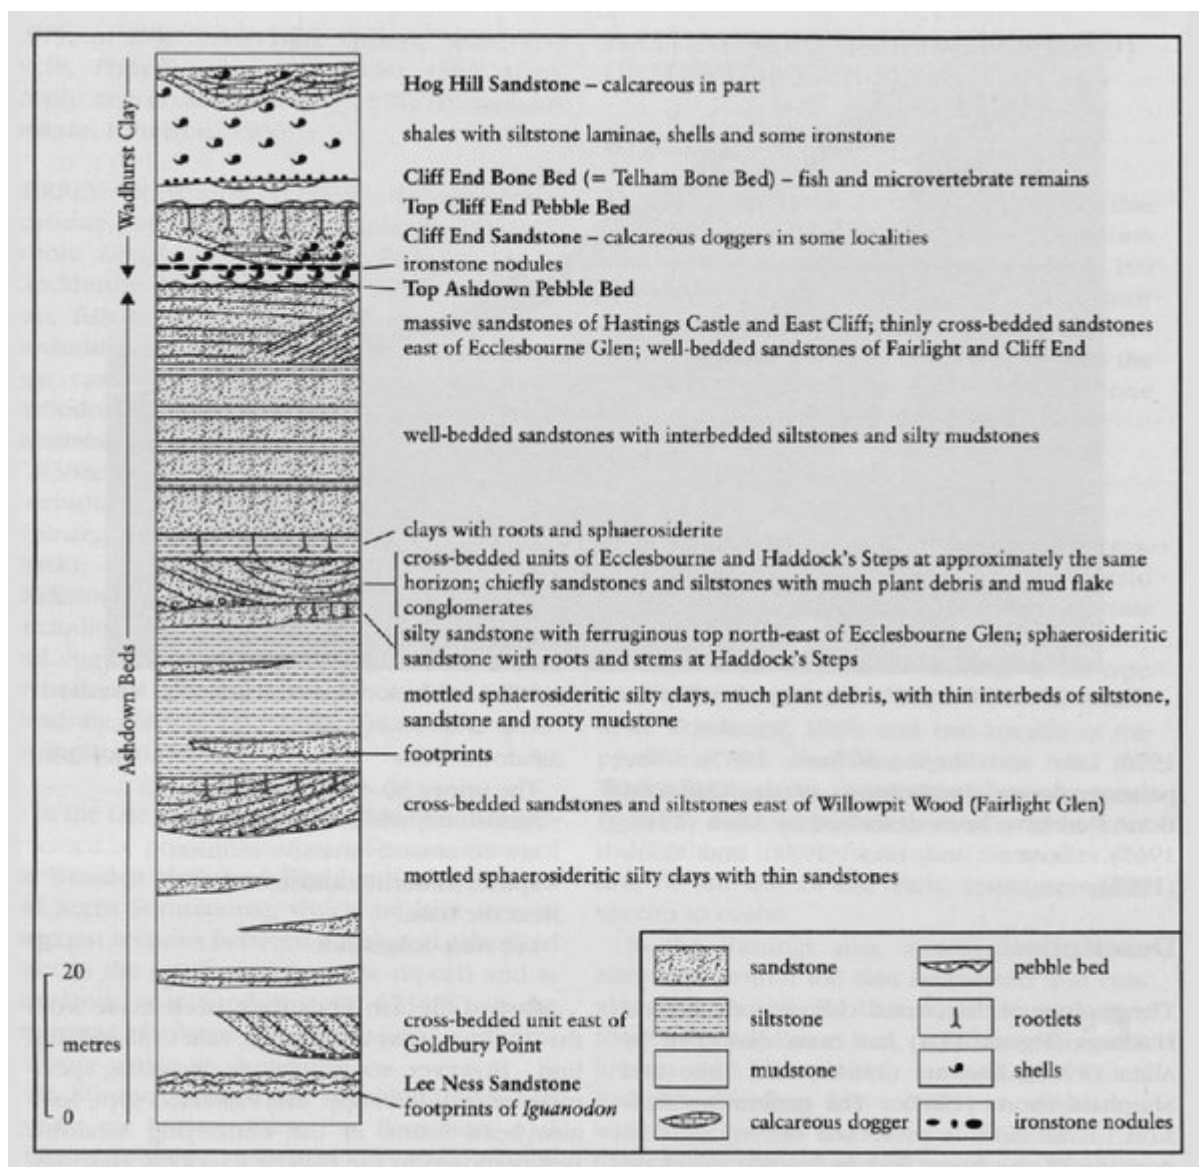 Hog Hill Sandstone – calcareous in part
shales with siltstone laminae, shells and some ironstone
Cliff End Bone Bed (= Telham Bone Bed) – fish and microvertebrate remains
Top Cliff End Pebble Bed
Cliff End Sandstone – calcareous doggers in some localities
ironstone nodules
Top Ashdown Pebble Bed
massive sandstones of Hastings Castle and East Cliff; thinly cross-bedded sandstones
east of Ecclesbourne Glen; well-bedded sandstones of Fairlight and Cliff End
well-bedded sandstones with interbedded siltstones and silty mudstones
clays with roots and sphaerosiderite
cross-bedded units of Ecclesbourne and Haddock's Steps at approximately the same
horizon; chiefly sandstones and siltstones with much plant debris and mud flake
conglomerates
silty sandstone with ferruginous top north-east of Ecclesbourne Glen; sphaerosideritic
sandstone with roots and stems at Haddock's Steps
mottled sphaerosideritic silty clays, much plant debris, with thin interbeds of siltstone,
sandstone and rooty mudstone
footprints
cross-bedded sandstones and siltstones east of Willowpit Wood (Fairlight Glen)
mottled sphaerosideritic silty clays with thin sandstones
cross-bedded unit east of
Goldbury Point
Lee Ness Sandstone
footprints of Iguanodon
Wadhurst Clay
Ashdown Beds
20
metres
0
sandstone
siltstone
mudstone
calcareous dogger
pebble bed
rootlets
shells
ironstone nodules